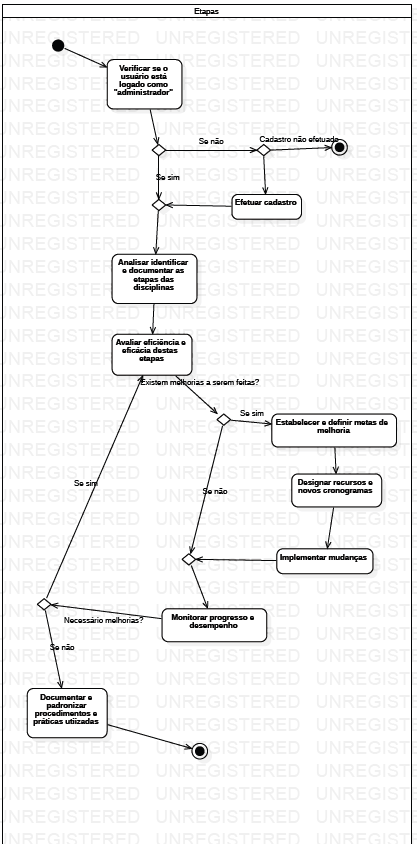 Etapas
Verificar se o
usuário está
logado como
"administrador"
Se não
Cadastro não efetuada
Se sim
Efetuar cadastro
Analisar identificar
e documentar as
etapas das
disciplinas
Avaliar eficiência e
eficácia destas
etapas
Existem melhorias a serem feitas?
Se sim
Estabelecer e definir metas de
melhoria
Se sim
Designar recursos e
novos cronogramas
Se não
Implementar mudanças
Necessário melhorias?
Monitorar progresso e
desempenho
Se não
Documentar e
padronizar
procedimentos e
práticas utiizadas
UNREGISTERED